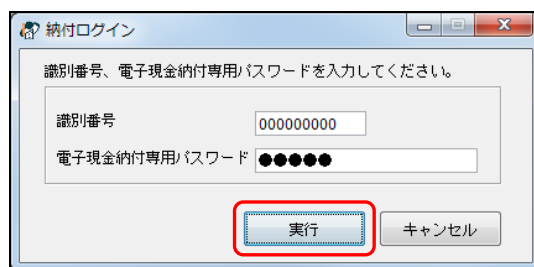 納付ログイン
識別番号、電子現金納付専用パスワードを入力してください。
識別番号 000000000
電子現金納付専用パスワード ●●●●●
実行 キャンセル